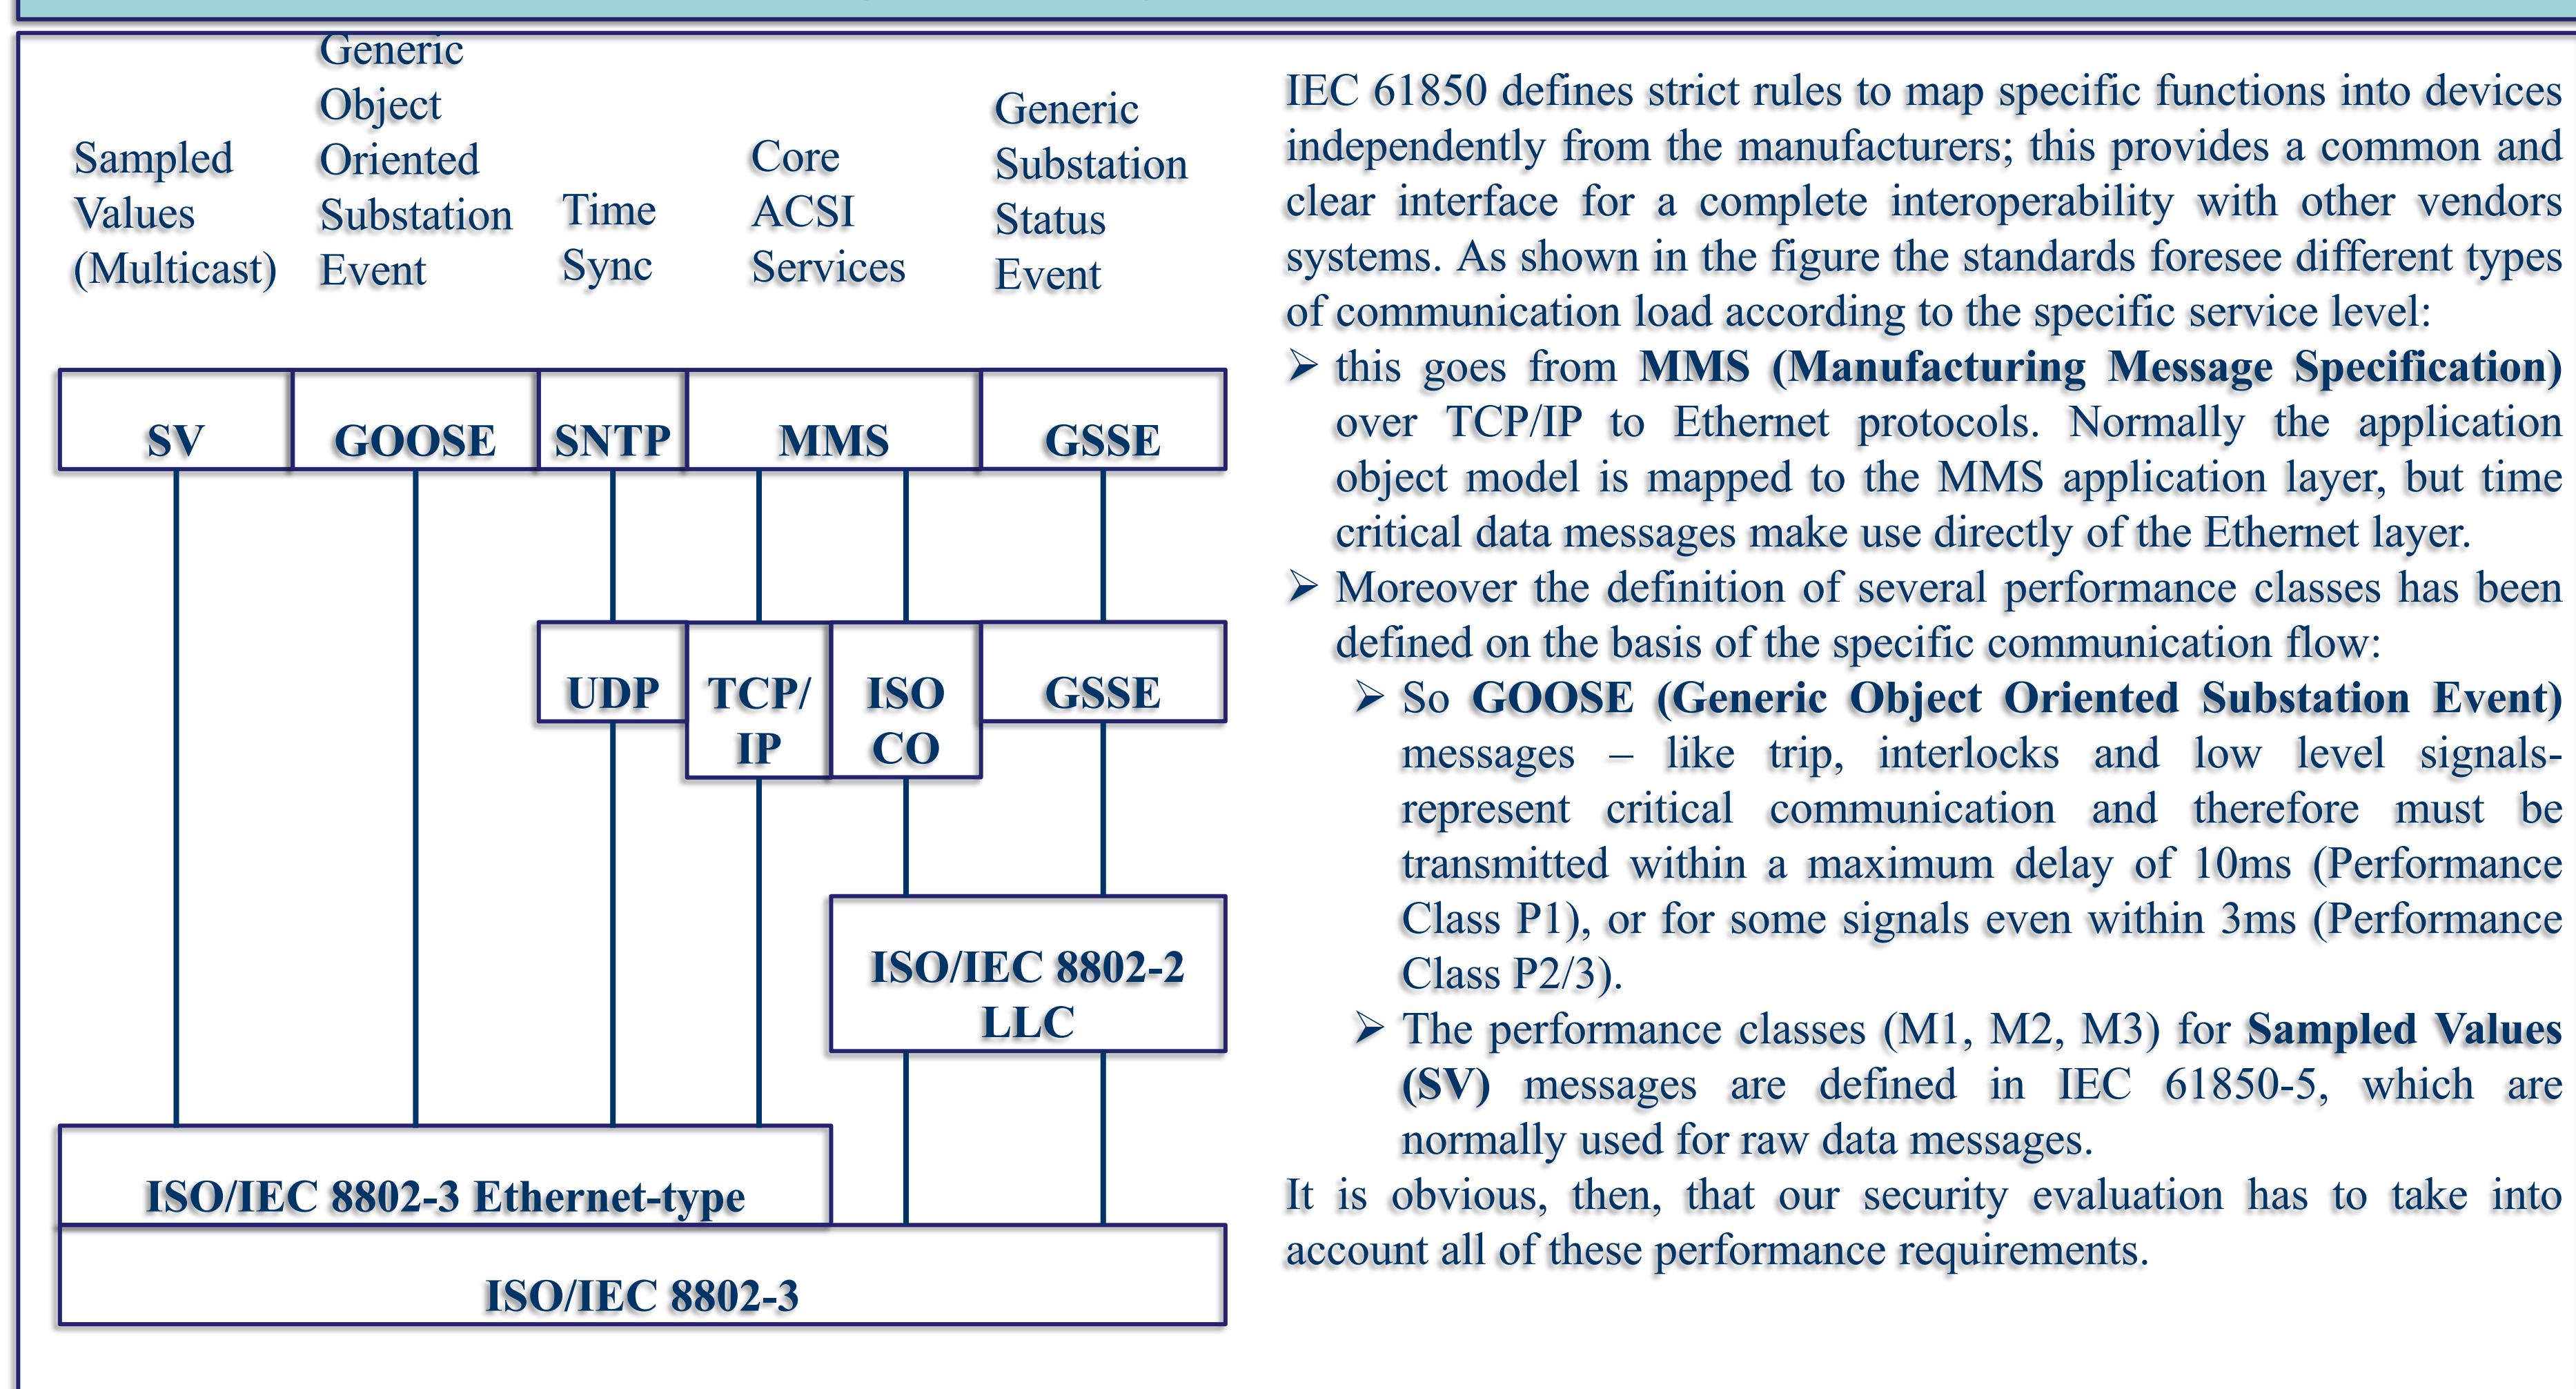 Sampled
Values
(Multicast)
Generic
Object
Oriented
Substation
Event
Time
Sync
Core
ACSI
Services
Generic
Substation
Status
Event
SV
GOOSE
SNTP
MMS
GSSE
UDP
TCP/
IP
ISO
CO
GSSE
ISO/IEC 8802-2
LLC
ISO/IEC 8802-3 Ethernet-type
ISO/IEC 8802-3
IEC 61850 defines strict rules to map specific functions into devices
independently from the manufacturers; this provides a common and
clear interface for a complete interoperability with other vendors
systems. As shown in the figure the standards foresee different types
of communication load according to the specific service level:
➢ this goes from MMS (Manufacturing Message Specification)
over TCP/IP to Ethernet protocols. Normally the application
object model is mapped to the MMS application layer, but time
critical data messages make use directly of the Ethernet layer.
➢ Moreover the definition of several performance classes has been
defined on the basis of the specific communication flow:
➢ So GOOSE (Generic Object Oriented Substation Event)
messages – like trip, interlocks and low level signals-
represent critical communication and therefore must be
transmitted within a maximum delay of 10ms (Performance
Class P1), or for some signals even within 3ms (Performance
Class P2/3).
➢ The performance classes (M1, M2, M3) for Sampled Values
(SV) messages are defined in IEC 61850-5, which are
normally used for raw data messages.
It is obvious, then, that our security evaluation has to take into
account all of these performance requirements.